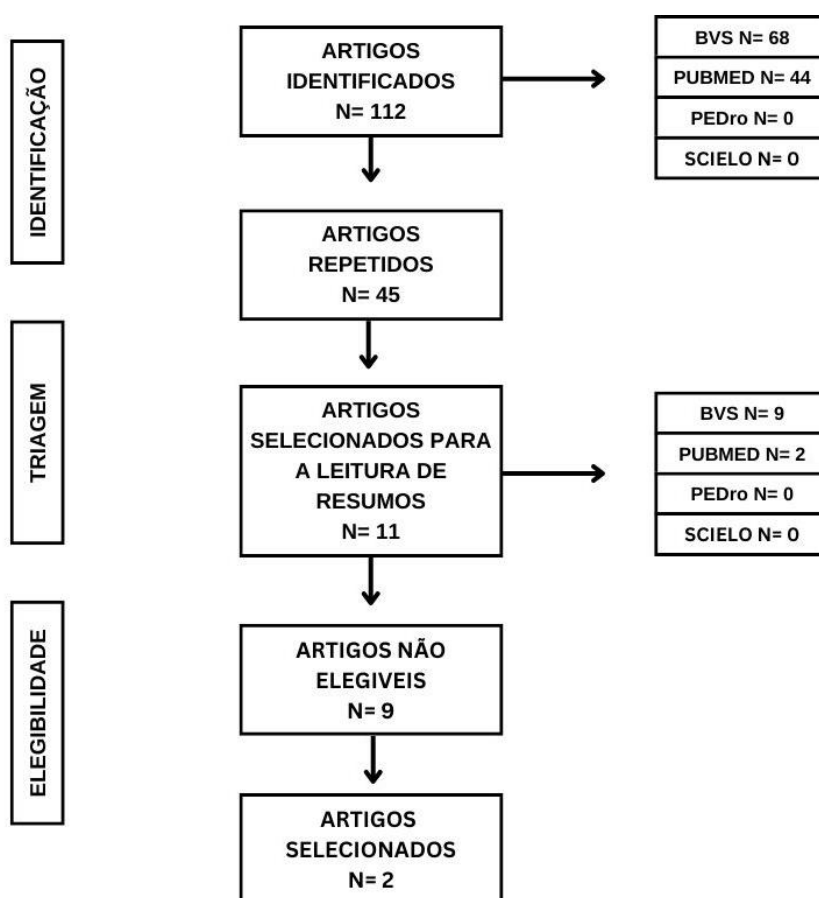 IDENTIFICAÇÃO
ARTIGOS
IDENTIFICADOS
N= 112
BVS N= 68
PUBMED N= 44
PEDro N= 0
SCIELO N= 0
ARTIGOS
REPETIDOS
N= 45
TRIAGEM
ARTIGOS
SELECIONADOS PARA
A LEITURA DE
RESUMOS
N= 11
BVS N= 9
PUBMED N= 2
PEDro N= 0
SCIELO N= 0
ELEGIBILIDADE
ARTIGOS NÃO
ELEGIVEIS
N= 9
ARTIGOS
SELECIONADOS
N= 2